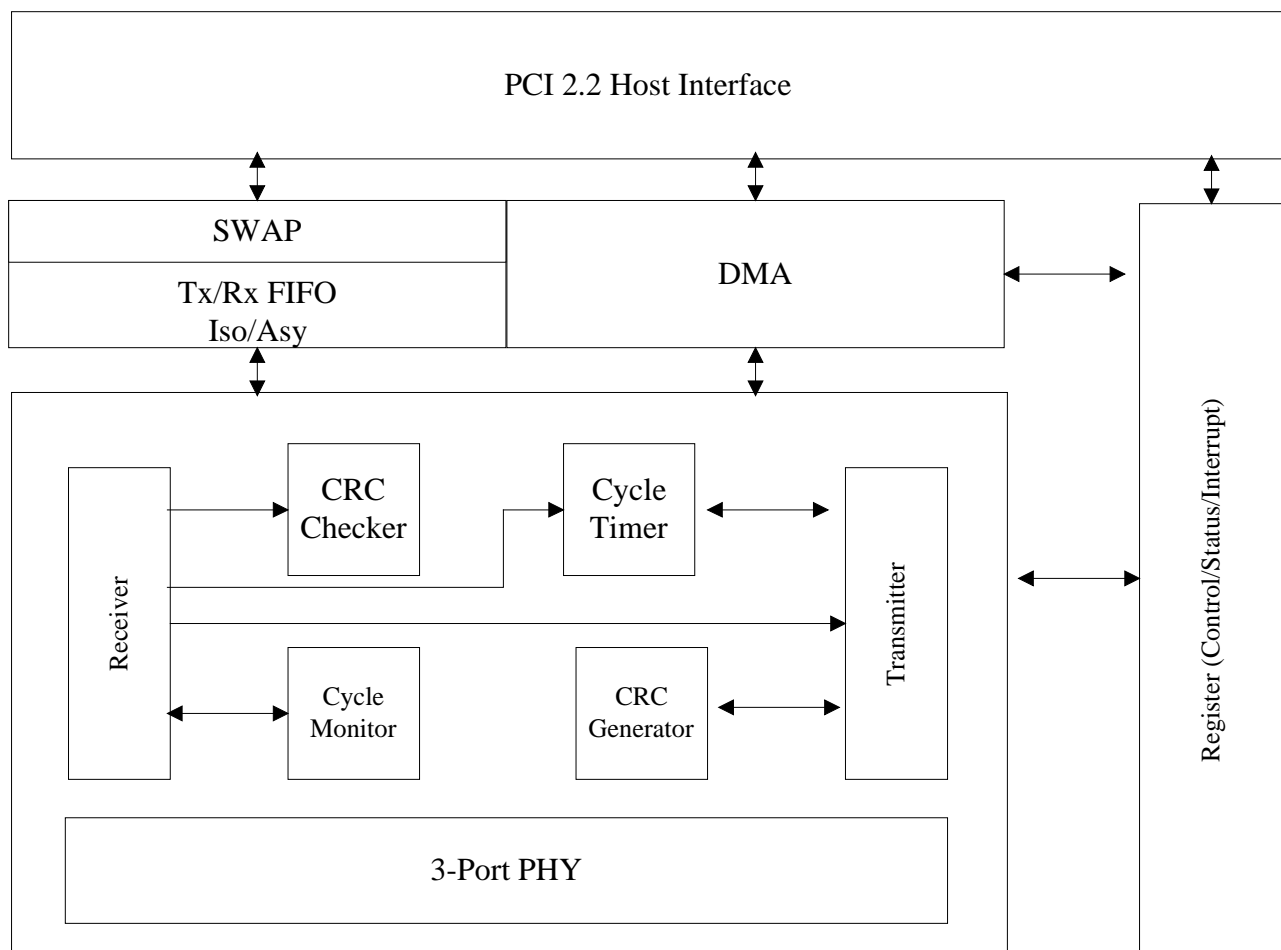 PCI 2.2 Host Interface
SWAP
Tx/Rx FIFO
Iso/Asy
DMA
Register (Control/Status/Interrupt)
Receiver
CRC
Checker
Cycle
Timer
Transmitter
Cycle
Monitor
CRC
Generator
3-Port PHY